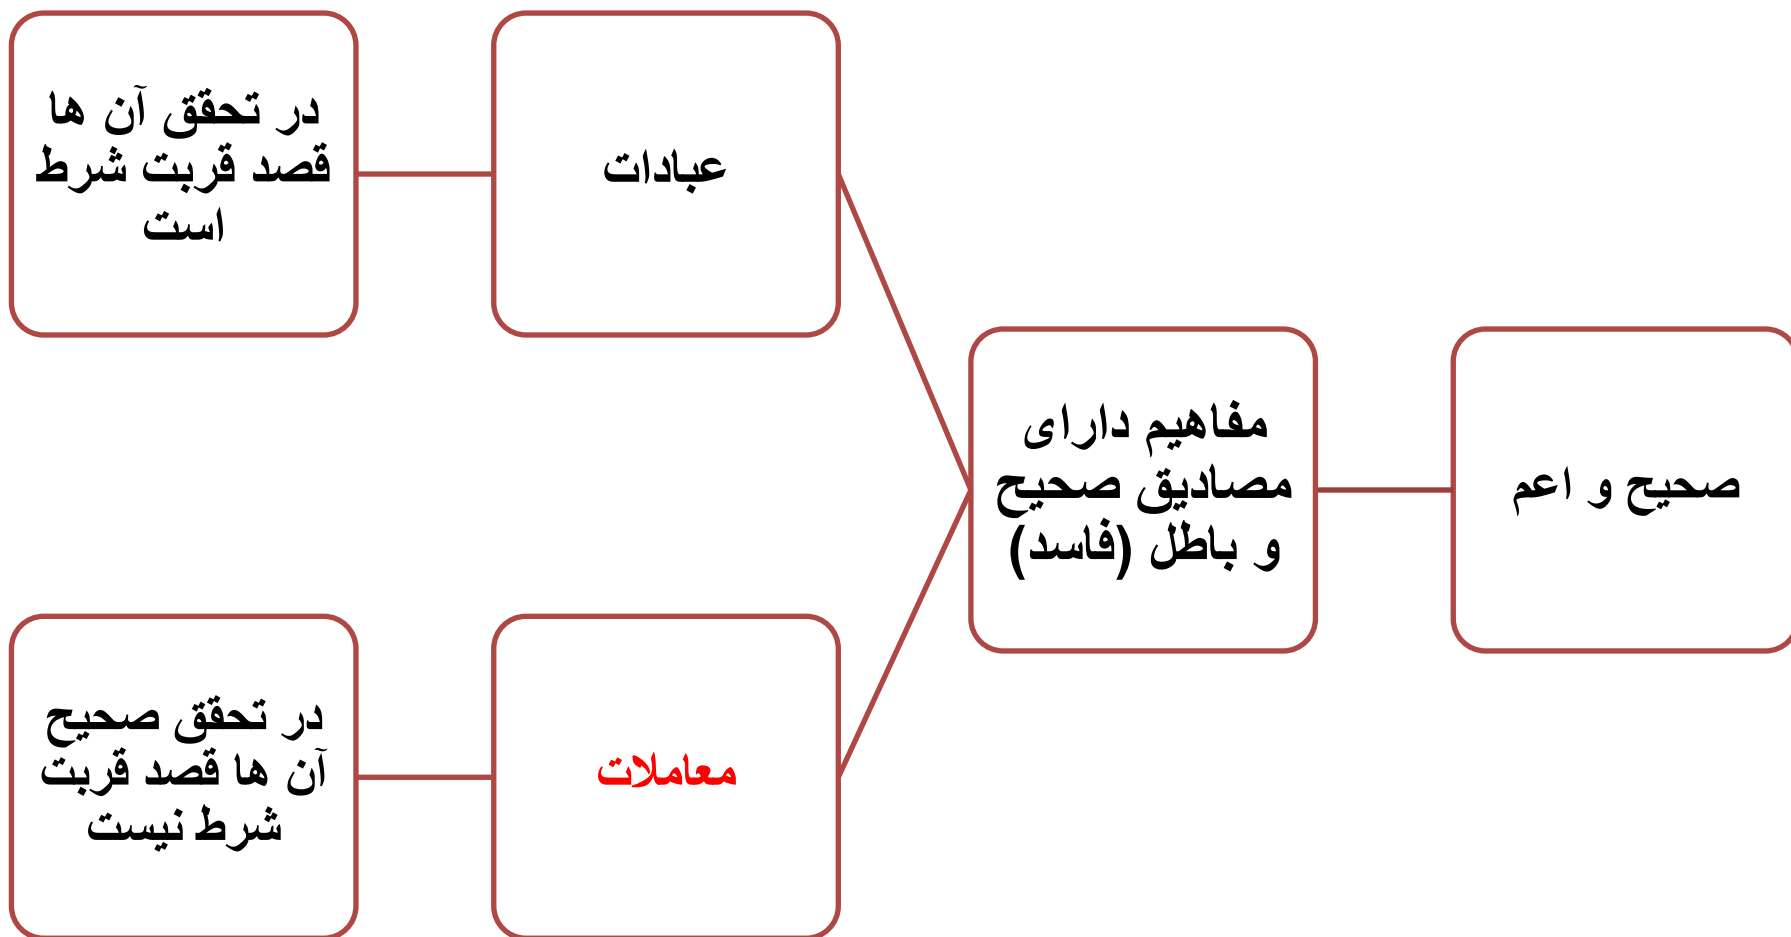 صحیح و اعم
مفاهیم دارای
مصادیق صحیح
و باطل (فاسد)
عبادات
در تحقق آن ها
قصد قربت شرط
است
معاملات
در تحقق صحیح
آن ها قصد قربت
شرط نیست